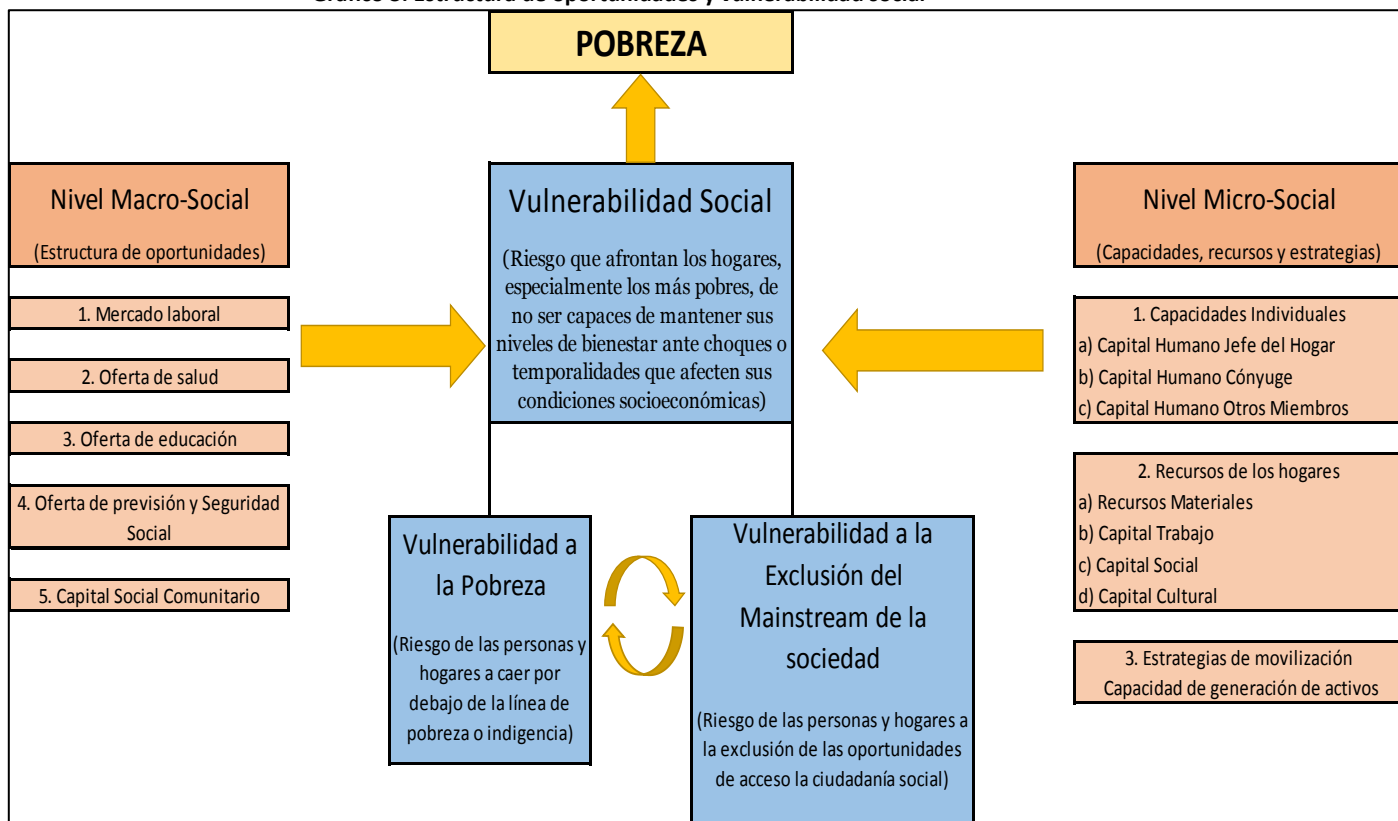 Gráfico 3: Estructura de oportunidades y vulnerabilidad social
POBREZA
Nivel Macro-Social
(Estructura de oportunidades)
1. Mercado laboral
2. Oferta de salud
3. Oferta de educación
4. Oferta de previsión y Seguridad
Social
5. Capital Social Comunitario
Vulnerabilidad Social
(Riesgo que afrontan los hogares,
especialmente los más pobres, de
no ser capaces de mantener sus
niveles de bienestar ante choques o
temporalidades que afecten sus
condiciones socioeconómicas)
Vulnerabilidad a
la Pobreza
(Riesgo de las personas y
hogares a caer por
debajo de la línea de
pobreza o indigencia)
Vulnerabilidad a la
Exclusión del
Mainstream de la
sociedad
(Riesgo de las personas y hogares a
la exclusión de las oportunidades
de acceso la ciudadanía social)
Nivel Micro-Social
(Capacidades, recursos y estrategias)
1. Capacidades Individuales
a) Capital Humano Jefe del Hogar
b) Capital Humano Cónyuge
c) Capital Humano Otros Miembros
2. Recursos de los hogares
a) Recursos Materiales
b) Capital Trabajo
c) Capital Social
d) Capital Cultural
3. Estrategias de movilización
Capacidad de generación de activos